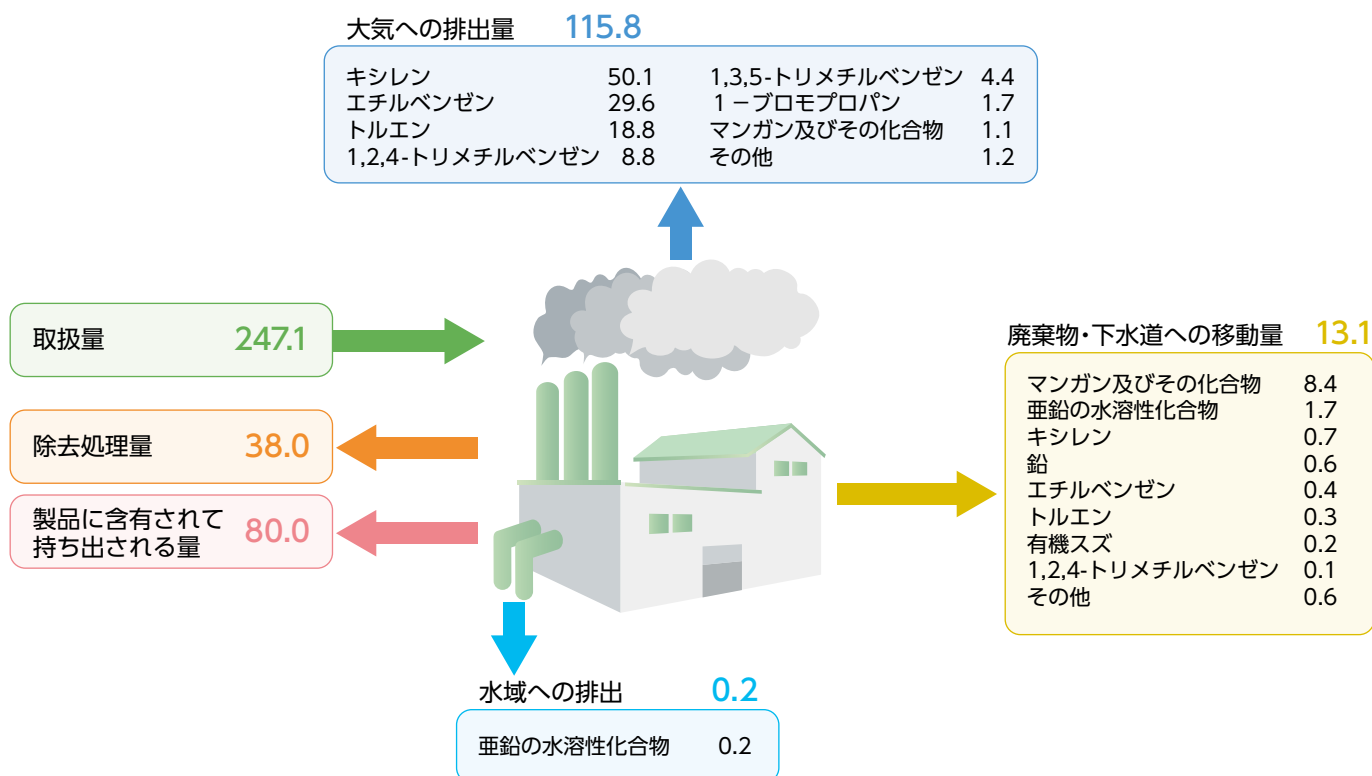 大気への排出量 115.8
キシレン 50.1
エチルベンゼン 29.6
トルエン 18.8
1,2,4-トリメチルベンゼン 8.8
1,3,5-トリメチルベンゼン 4.4
1－ブロモプロパン 1.7
マンガン及びその化合物 1.1
その他 1.2
取扱量 247.1
除去処理量 38.0
製品に含有されて
持ち出される量 80.0
廃棄物・下水道への移動量 13.1
マンガン及びその化合物 8.4
亜鉛の水溶性化合物 1.7
キシレン 0.7
鉛 0.6
エチルベンゼン 0.4
トルエン 0.3
有機スズ 0.2
1,2,4-トリメチルベンゼン 0.1
その他 0.6
水域への排出 0.2
亜鉛の水溶性化合物 0.2